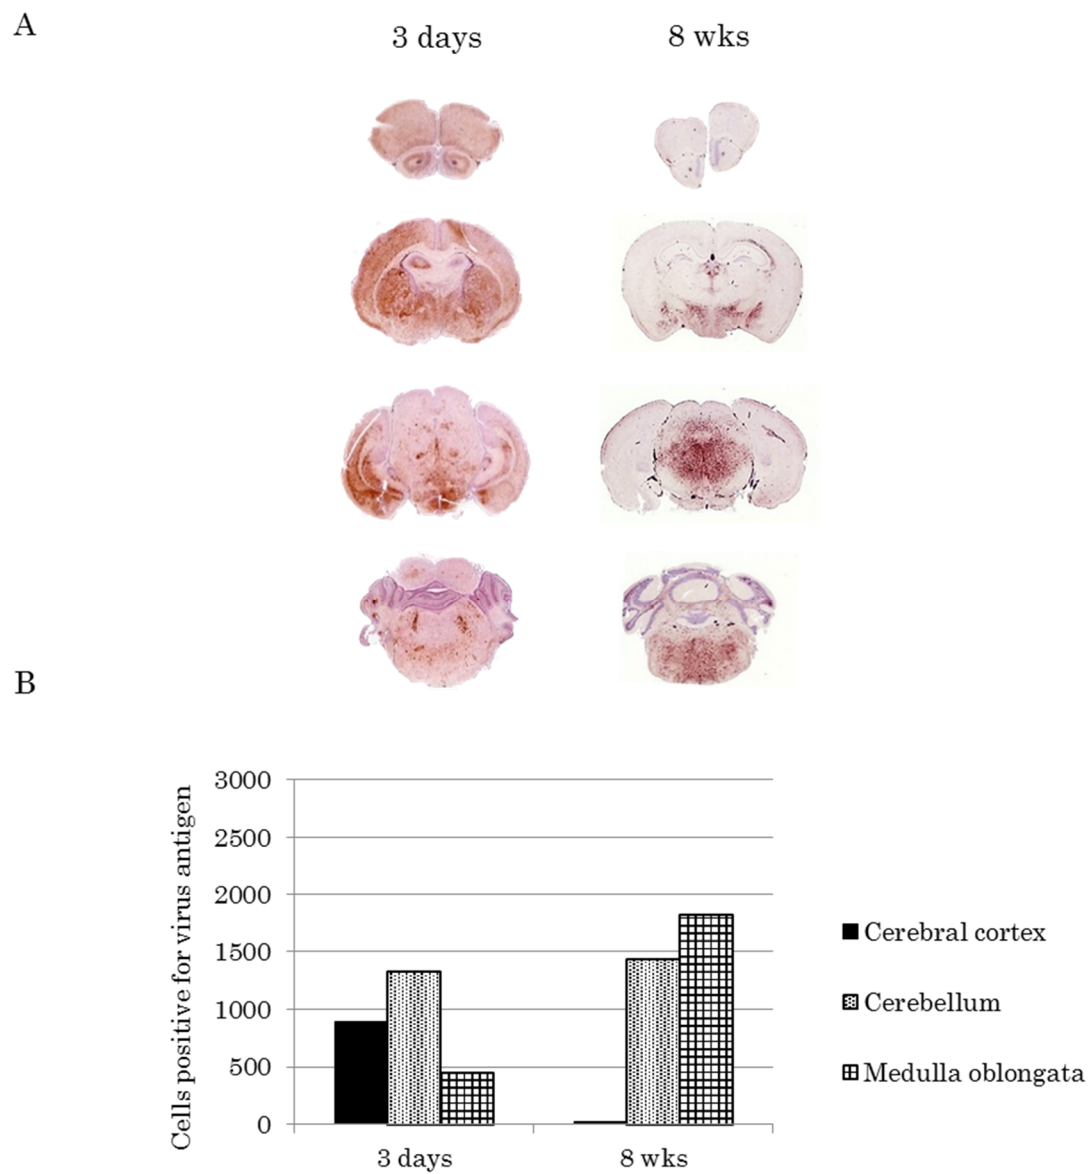 A
3 days
8 wks
B
Cells positive for virus antigen
3000
2500
2000
1500
1000
500
0
3 days
8 wks
Cerebral cortex
Cerebellum
Medulla oblongata